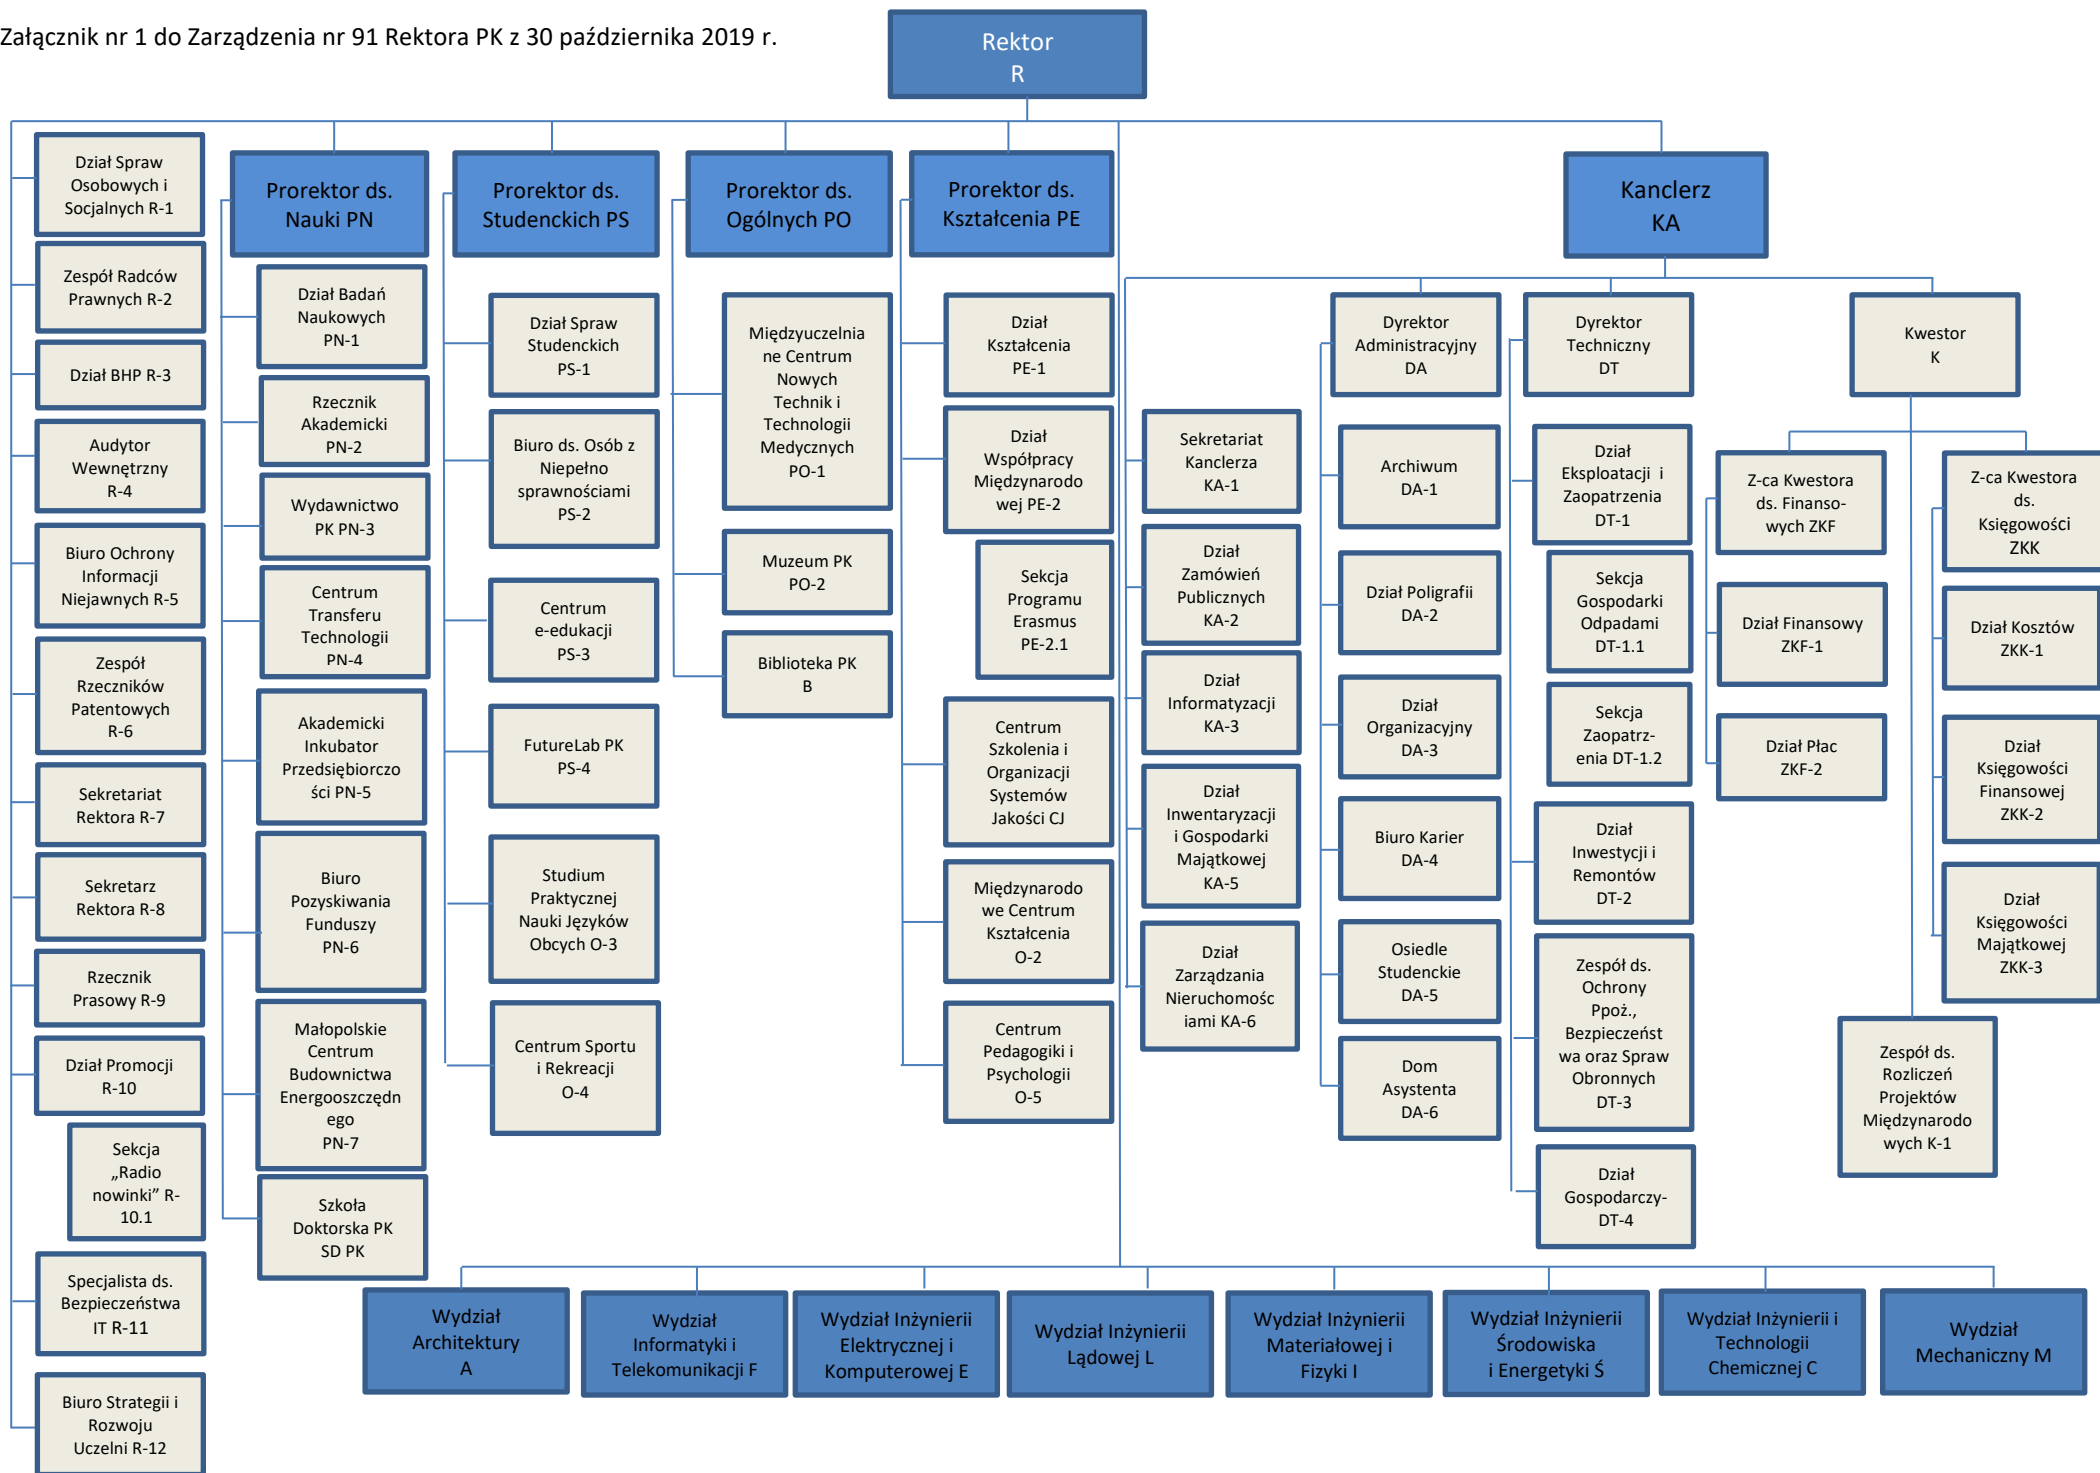 Załącznik nr 1 do Zarządzenia nr 91 Rektora PK z 30 października 2019 r.
Rektor
R
Dział Spraw
Osobowych i
Socjalnych R-1
Zespół Radców
Prawnych R-2
Dział BHP R-3
Audytor
Wewnętrzny
R-4
Biuro Ochrony
Informacji
Niejawnych R-5
Zespół
Rzeczników
Patentowych
R-6
Sekretariat
Rektora R-7
Sekretarz
Rektora R-8
Rzecznik
Prasowy R-9
Dział Promocji
R-10
Sekcja
„Radio
nowinki” R-
10.1
Specjalista ds.
Bezpieczeństwa
IT R-11
Biuro Strategii i
Rozwoju
Uczelni R-12
Prorektor ds.
Nauki PN
Dział Badań
Naukowych
PN-1
Rzecznik
Akademicki
PN-2
Wydawnictwo
PK PN-3
Centrum
Transferu
Technologii
PN-4
Akademicki
Inkubator
Przedsiębiorczo
ści PN-5
Biuro
Pozyskiwania
Funduszy
PN-6
Małopolskie
Centrum
Budownictwa
Energooszczędn
ego
PN-7
Szkoła
Doktorska PK
SD PK
Prorektor ds.
Studenckich PS
Dział Spraw
Studenckich
PS-1
Biuro ds. Osób z
Niepełno
sprawnościami
PS-2
Centrum
e-edukacji
PS-3
FutureLab PK
PS-4
Studium
Praktycznej
Nauki Języków
Obcych O-3
Centrum Sportu
i Rekreacji
O-4
Prorektor ds.
Ogólnych PO
Międzyuczelnia
ne Centrum
Nowych
Technik i
Technologii
Medycznych
PO-1
Muzeum PK
PO-2
Biblioteka PK
B
Prorektor ds.
Kształcenia PE
Dział
Kształcenia
PE-1
Dział
Współpracy
Międzynarodo
wej PE-2
Sekcja
Programu
Erasmus
PE-2.1
Centrum
Szkolenia i
Organizacji
Systemów
Jakości CJ
Międzynarodo
we Centrum
Kształcenia
O-2
Centrum
Pedagogiki i
Psychologii
O-5
Kanclerz
KA
Sekretariat
Kanclerza
KA-1
Dział
Zamówień
Publicznych
KA-2
Dział
Informatyzacji
KA-3
Dział
Inwentaryzacji
i Gospodarki
Majątkowej
KA-5
Dział
Zarządzania
Nieruchomośc
iami KA-6
Dyrektor
Administracyjny
DA
Archiwum
DA-1
Dział Poligrafii
DA-2
Dział
Organizacyjny
DA-3
Biuro Karier
DA-4
Osiedle
Studenckie
DA-5
Dom
Asystenta
DA-6
Dyrektor
Techniczny
DT
Dział
Eksploatacji i
Zaopatrzenia
DT-1
Sekcja
Gospodarki
Odpadami
DT-1.1
Sekcja
Zaopatrz-
enia DT-1.2
Dział
Inwestycji i
Remontów
DT-2
Zespół ds.
Ochrony
Ppoż.,
Bezpieczeńst
wa oraz Spraw
Obronnych
DT-3
Dział
Gospodarczy-
DT-4
Kwestor
K
Z-ca Kwestora
ds. Finanso-
wych ZKF
Dział Finansowy
ZKF-1
Dział Płac
ZKF-2
Z-ca Kwestora
ds.
Księgowości
ZKK
Dział Kosztów
ZKK-1
Dział
Księgowości
Finansowej
ZKK-2
Dział
Księgowości
Majątkowej
ZKK-3
Zespół ds.
Rozliczeń
Projektów
Międzynarodo
wych K-1
Wydział
Architektury
A
Wydział
Informatyki i
Telekomunikacji F
Wydział Inżynierii
Elektrycznej i
Komputerowej E
Wydział Inżynierii
Lądowej L
Wydział Inżynierii
Materiałowej i
Fizyki I
Wydział Inżynierii
Środowiska
i Energetyki Ś
Wydział Inżynierii i
Technologii
Chemicznej C
Wydział
Mechaniczny M